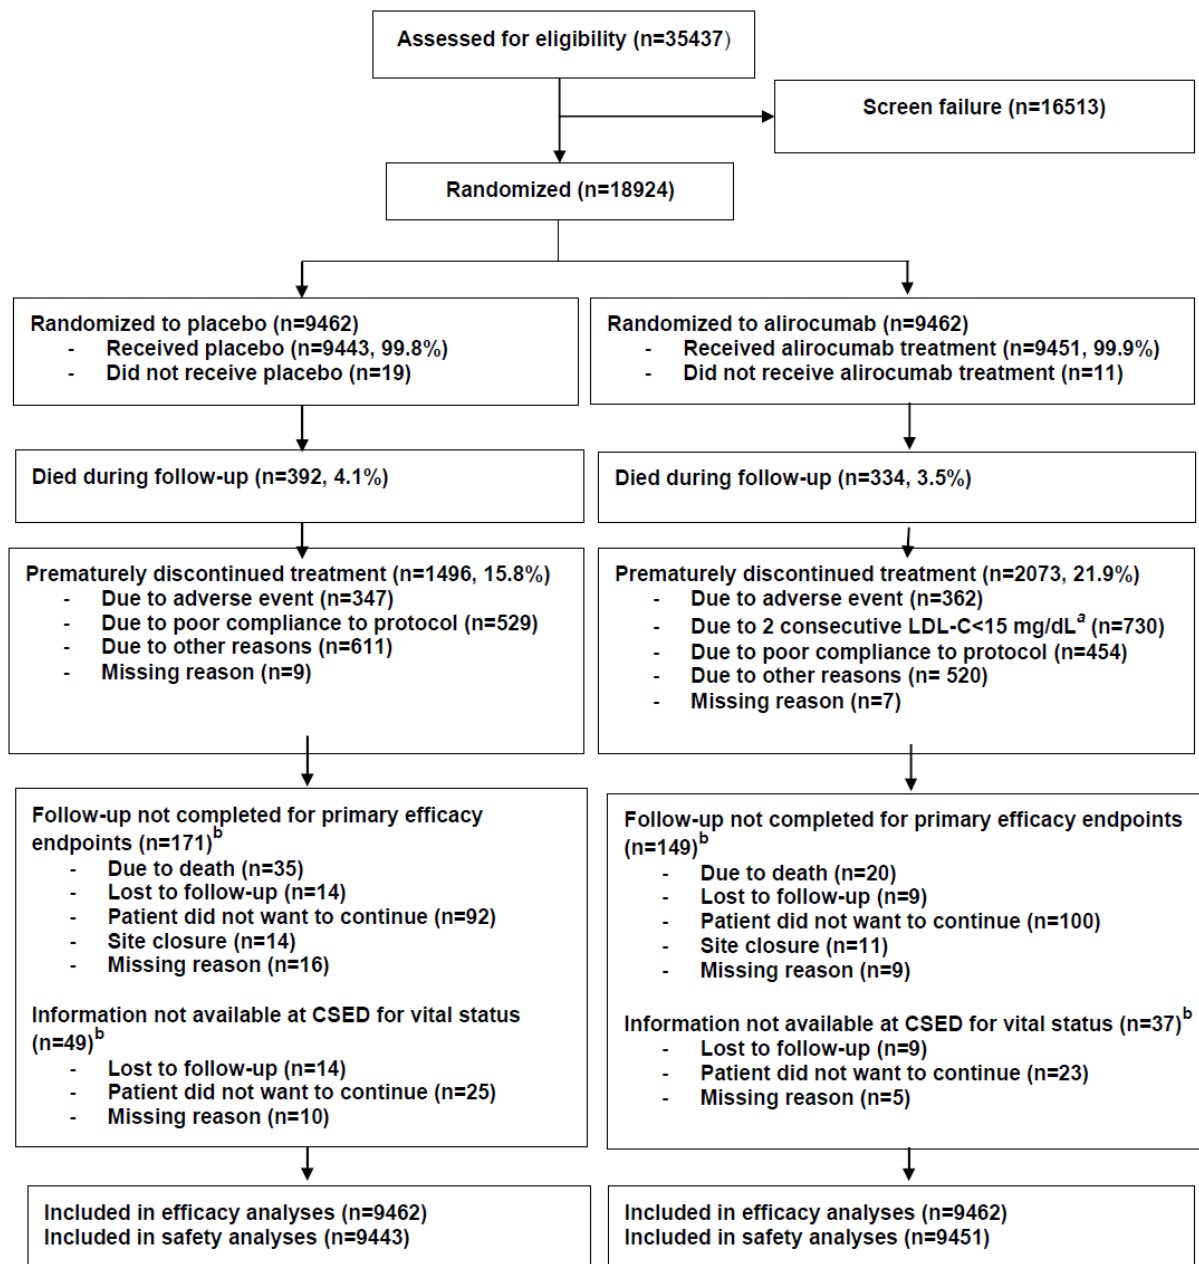 Assessed for eligibility (n=35437)
Screen failure (n=16513)
Randomized (n=18924)
Randomized to placebo (n=9462)
- Received placebo (n=9443, 99.8%)
- Did not receive placebo (n=19)
Randomized to alirocumab (n=9462)
- Received alirocumab treatment (n=9451, 99.9%)
- Did not receive alirocumab treatment (n=11)
Died during follow-up (n=392, 4.1%)
Died during follow-up (n=334, 3.5%)
Prematurely discontinued treatment (n=1496, 15.8%)
- Due to adverse event (n=347)
- Due to poor compliance to protocol (n=529)
- Due to other reasons (n=611)
- Missing reason (n=9)
Prematurely discontinued treatment (n=2073, 21.9%)
- Due to adverse event (n=362)
- Due to 2 consecutive LDL-C<15 mg/dLa (n=730)
- Due to poor compliance to protocol (n=454)
- Due to other reasons (n= 520)
- Missing reason (n=7)
Follow-up not completed for primary efficacy
endpoints (n=171)b
- Due to death (n=35)
- Lost to follow-up (n=14)
- Patient did not want to continue (n=92)
- Site closure (n=14)
- Missing reason (n=16)
Information not available at CSED for vital status
(n=49)b
- Lost to follow-up (n=14)
- Patient did not want to continue (n=25)
- Missing reason (n=10)
Follow-up not completed for primary efficacy endpoints
(n=149)b
- Due to death (n=20)
- Lost to follow-up (n=9)
- Patient did not want to continue (n=100)
- Site closure (n=11)
- Missing reason (n=9)
Information not available at CSED for vital status (n=37)b
- Lost to follow-up (n=9)
- Patient did not want to continue (n=23)
- Missing reason (n=5)
Included in efficacy analyses (n=9462)
Included in safety analyses (n=9443)
Included in efficacy analyses (n=9462)
Included in safety analyses (n=9451)